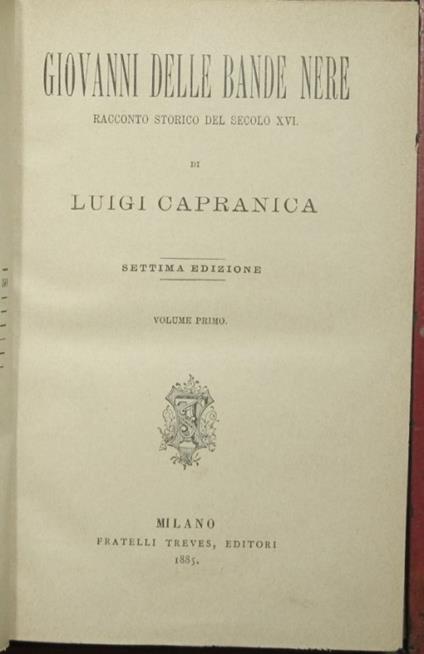 GIOVANNI DELLE BANDE NERE
RACCONTO STORICO DEL SECOLO XVI.
DI
LUIGI CAPRANICA
SETTIMA EDIZIONE
VOLUME PRIMO.
MILANO
FRATELLI TREVES, EDITORI
1885.